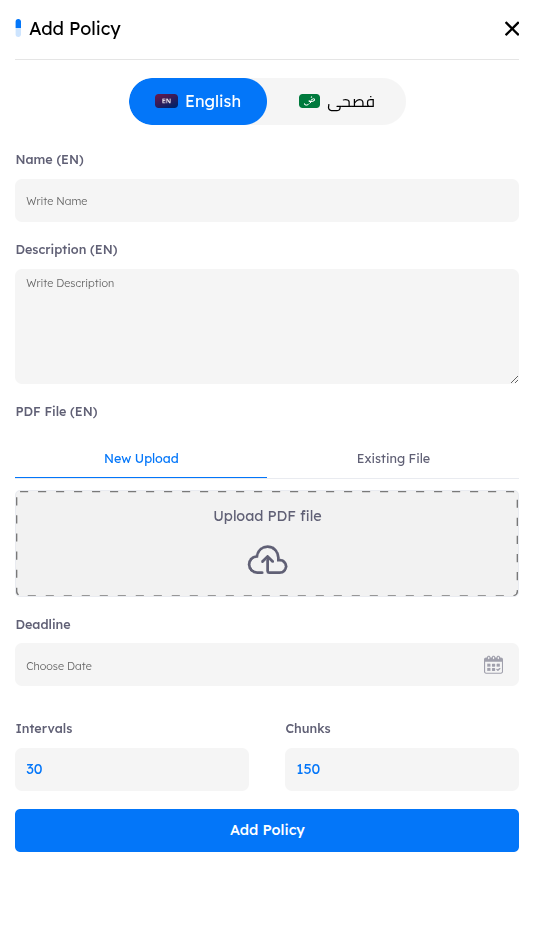 Add Policy
EN English
ض فصحى
Name (EN)
Write Name
Description (EN)
Write Description
PDF File (EN)
New Upload
Existing File
Upload PDF file
Deadline
Choose Date
Intervals
Chunks
30
150
Add Policy